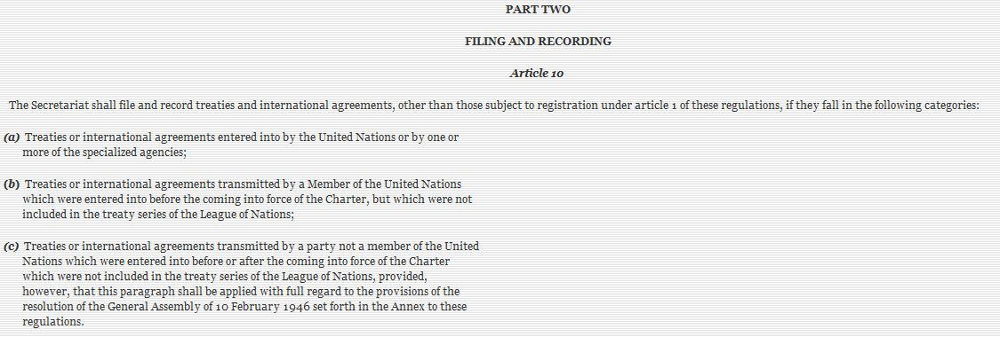 PART TWO
FILING AND RECORDING
Article 10
The Secretariat shall file and record treaties and international agreements, other than those subject to registration under article 1 of these regulations, if they fall in the following categories:
(a) Treaties or international agreements entered into by the United Nations or by one or
more of the specialized agencies;
(b) Treaties or international agreements transmitted by a Member of the United Nations
which were entered into before the coming into force of the Charter, but which were not
included in the treaty series of the League of Nations;
(c) Treaties or international agreements transmitted by a party not a member of the United
Nations which were entered into before or after the coming into force of the Charter
which were not included in the treaty series of the League of Nations, provided,
however, that this paragraph shall be applied with full regard to the provisions of the
resolution of the General Assembly of 10 February 1946 set forth in the Annex to these
regulations.